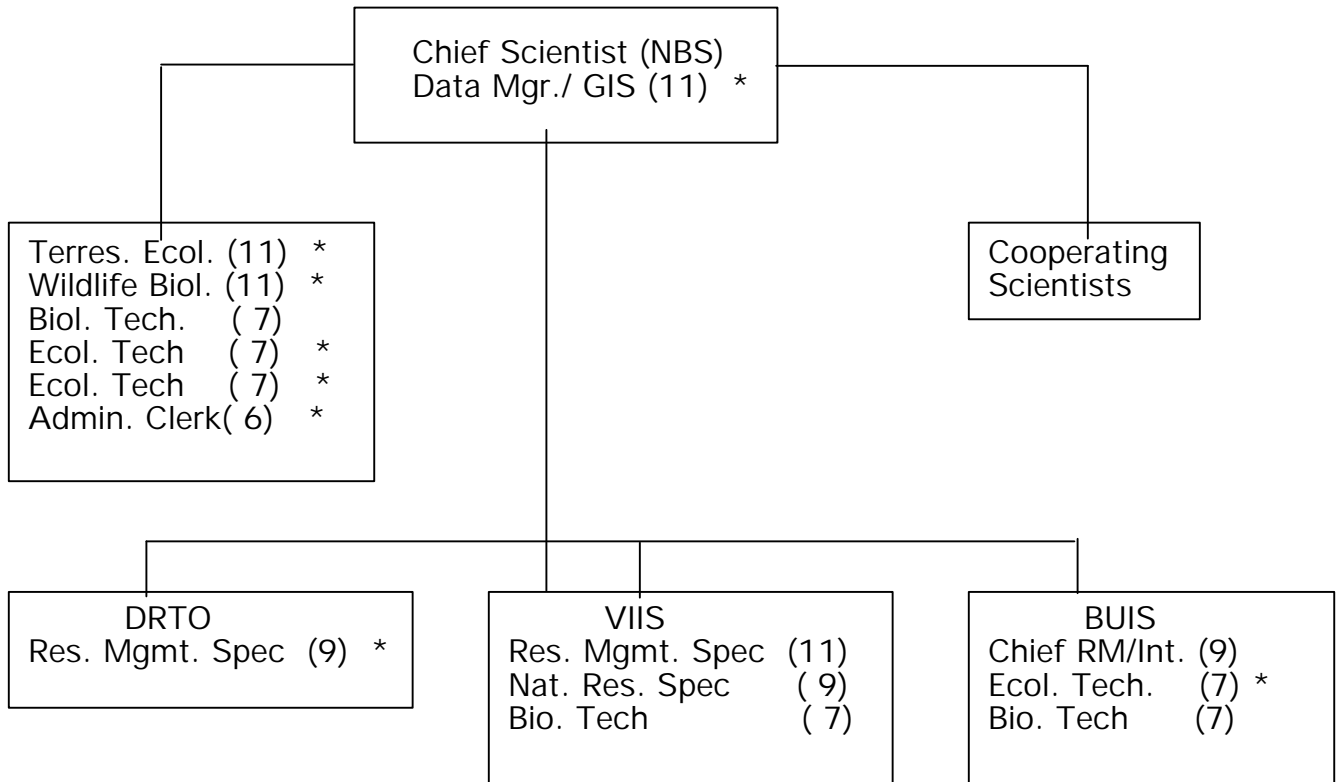 Chief Scientist (NBS)
Data Mgr./ GIS (11) *
Terres. Ecol. (11) *
Wildlife Biol. (11) *
Biol. Tech. ( 7)
Ecol. Tech ( 7) *
Ecol. Tech ( 7) *
Admin. Clerk( 6) *
Cooperating
Scientists
DRTO
Res. Mgmt. Spec (9) *
VIIS
Res. Mgmt. Spec (11)
Nat. Res. Spec ( 9)
Bio. Tech ( 7)
BUIS
Chief RM/Int. (9)
Ecol. Tech. (7) *
Bio. Tech (7)